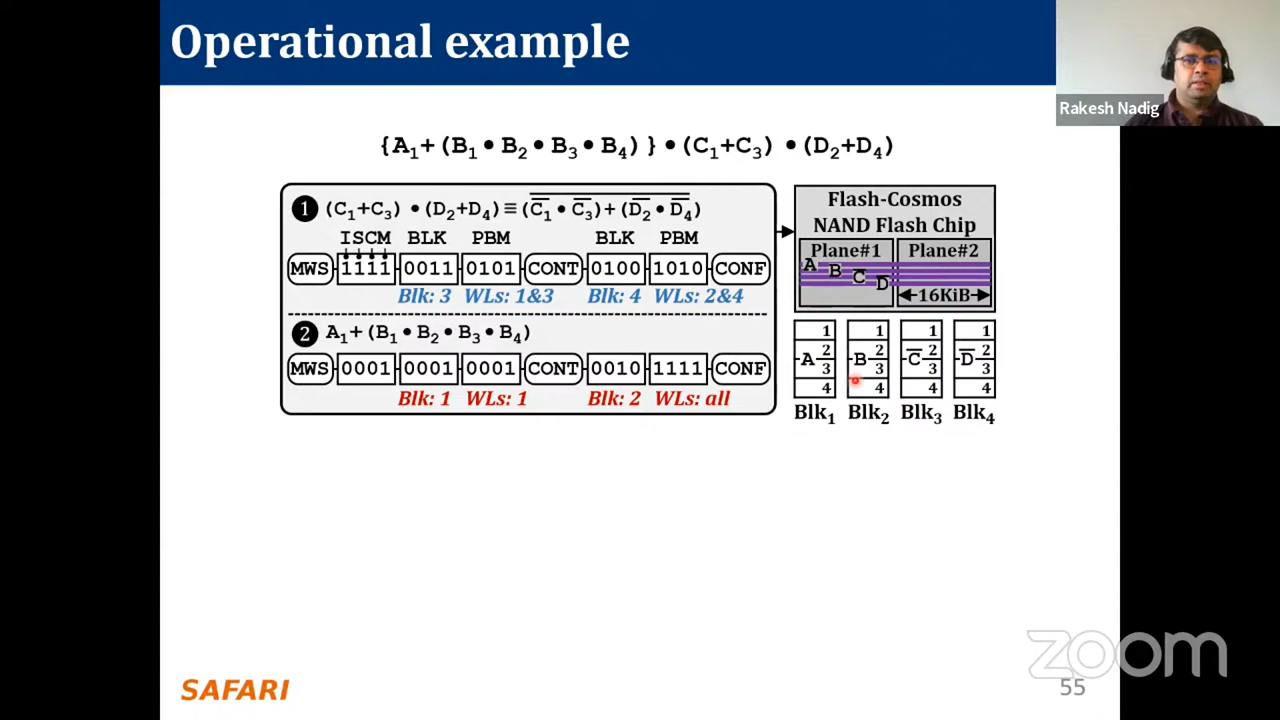 Operational example
Rakesh Nadig
{A₁+(B₁•B₂•B₃•B₄)}•(C₁+C₃)•(D₂+D₄)
❶ (C₁+C₃)•(D₂+D₄)≡(C̅₁•C̅₃)+(D̅₂•D̅₄)
ISCM BLK PBM BLK PBM
MWS 1111 0011 0101 CONT 0100 1010 CONF
Blk: 3 WLs: 1&3 Blk: 4 WLs: 2&4
❷ A₁+(B₁•B₂•B₃•B₄)
MWS 0001 0001 0001 CONT 0010 1111 CONF
Blk: 1 WLs: 1 Blk: 2 WLs: all
Flash-Cosmos
NAND Flash Chip
Plane#1 Plane#2
A B C̅ D̅
16KiB
1 1 1 1
A 2 B 2 C̅ 2 D̅ 2
3 3 3 3
4 4 4 4
Blk₁ Blk₂ Blk₃ Blk₄
zoom
SAFARI
55